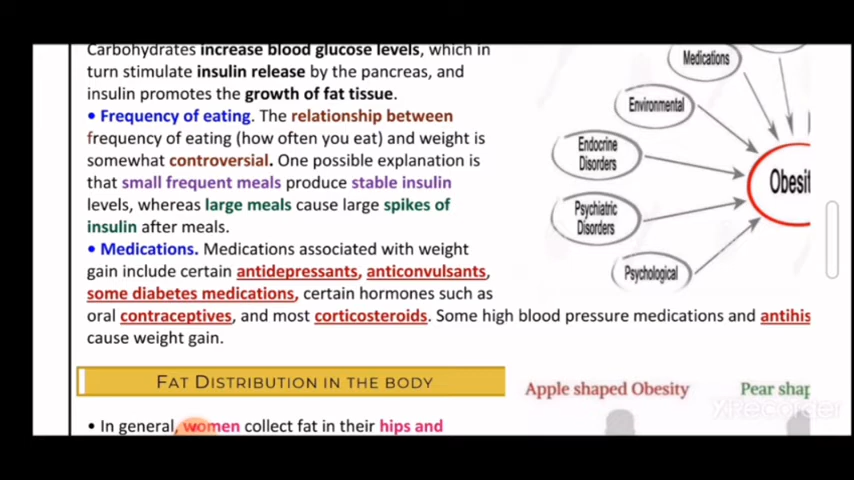 Carbohydrates increase blood glucose levels, which in
turn stimulate insulin release by the pancreas, and
insulin promotes the growth of fat tissue.
• Frequency of eating. The relationship between
frequency of eating (how often you eat) and weight is
somewhat controversial. One possible explanation is
that small frequent meals produce stable insulin
levels, whereas large meals cause large spikes of
insulin after meals.
• Medications. Medications associated with weight
gain include certain antidepressants, anticonvulsants,
some diabetes medications, certain hormones such as
oral contraceptives, and most corticosteroids. Some high blood pressure medications and antihis
cause weight gain.
Medications
Environmental
Endocrine
Disorders
Psychiatric
Disorders
Psychological
Obesit
FAT DISTRIBUTION IN THE BODY
Apple shaped Obesity
Pear shap
XRecorder
• In general, women collect fat in their hips and